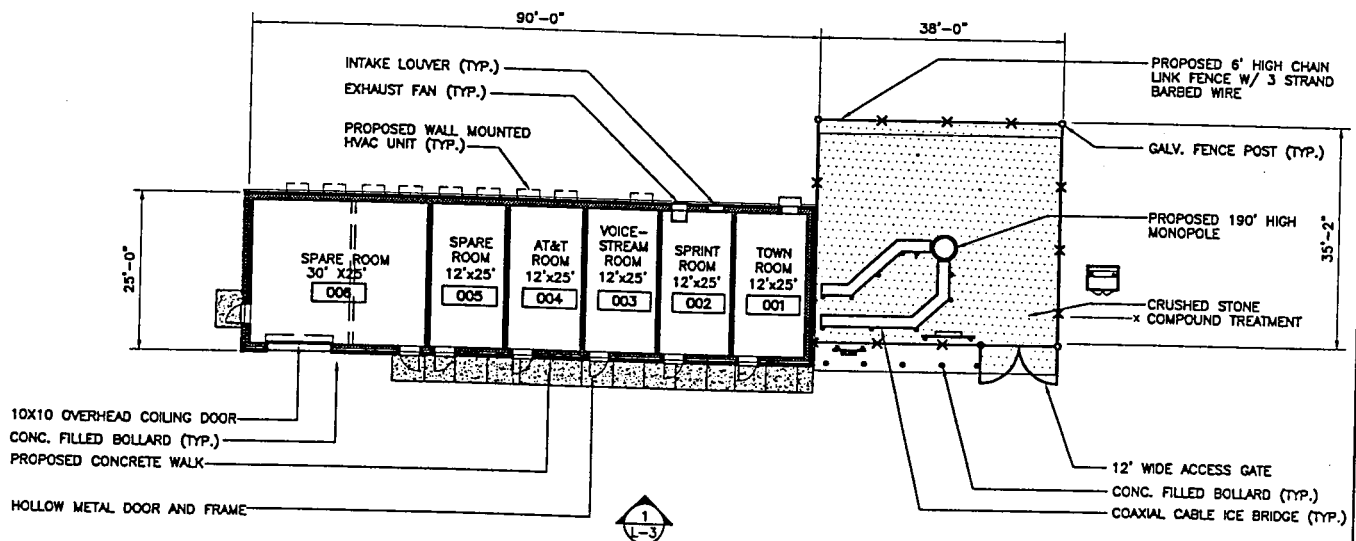 90'-0"
38'-0"
INTAKE LOUVER (TYP.)
EXHAUST FAN (TYP.)
PROPOSED WALL MOUNTED
HVAC UNIT (TYP.)
PROPOSED 6' HIGH CHAIN
LINK FENCE W/ 3 STRAND
BARBED WIRE
GALV. FENCE POST (TYP.)
PROPOSED 190' HIGH
MONOPOLE
35'-2"
CRUSHED STONE
COMPOUND TREATMENT
25'-0"
SPARE ROOM
30' X25'
006
SPARE
ROOM
12'x25'
005
AT&T
ROOM
12'x25'
004
VOICE-
STREAM
ROOM
12'x25'
003
SPRINT
ROOM
12'x25'
002
TOWN
ROOM
12'x25'
001
10X10 OVERHEAD COILING DOOR
CONC. FILLED BOLLARD (TYP.)
PROPOSED CONCRETE WALK
HOLLOW METAL DOOR AND FRAME
1
L-3
12' WIDE ACCESS GATE
CONC. FILLED BOLLARD (TYP.)
COAXIAL CABLE ICE BRIDGE (TYP.)